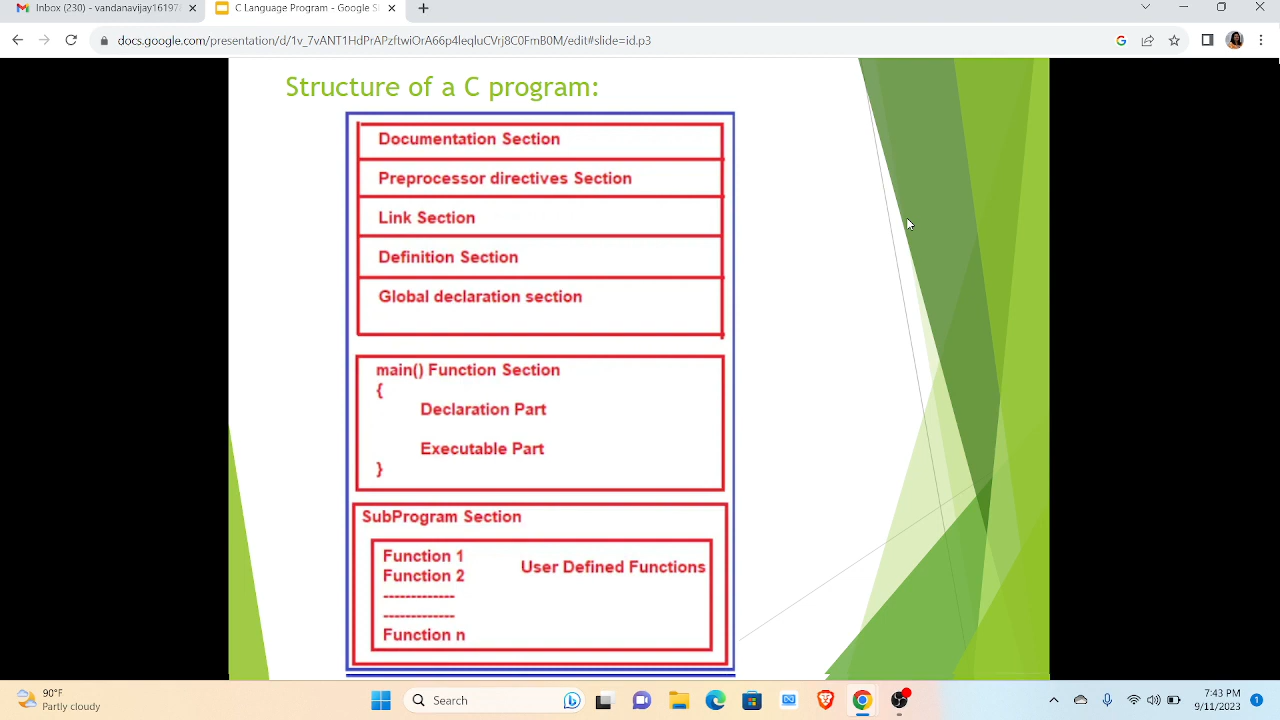 Inbox (230) - vandanavijay16197
C Language Program - Google Sl
docs.google.com/presentation/d/1v_7vANT1HdPrAPzftwiOrA66p4leqluCVrj8C0FmB0M/edit#slide=id.p3
Structure of a C program:
Documentation Section
Preprocessor directives Section
Link Section
Definition Section
Global declaration section
main() Function Section
{
Declaration Part
Executable Part
}
SubProgram Section
Function 1
Function 2
User Defined Functions
-------------
-------------
Function n
90°F
Partly cloudy
Search
7:43 PM
9/11/2023
1